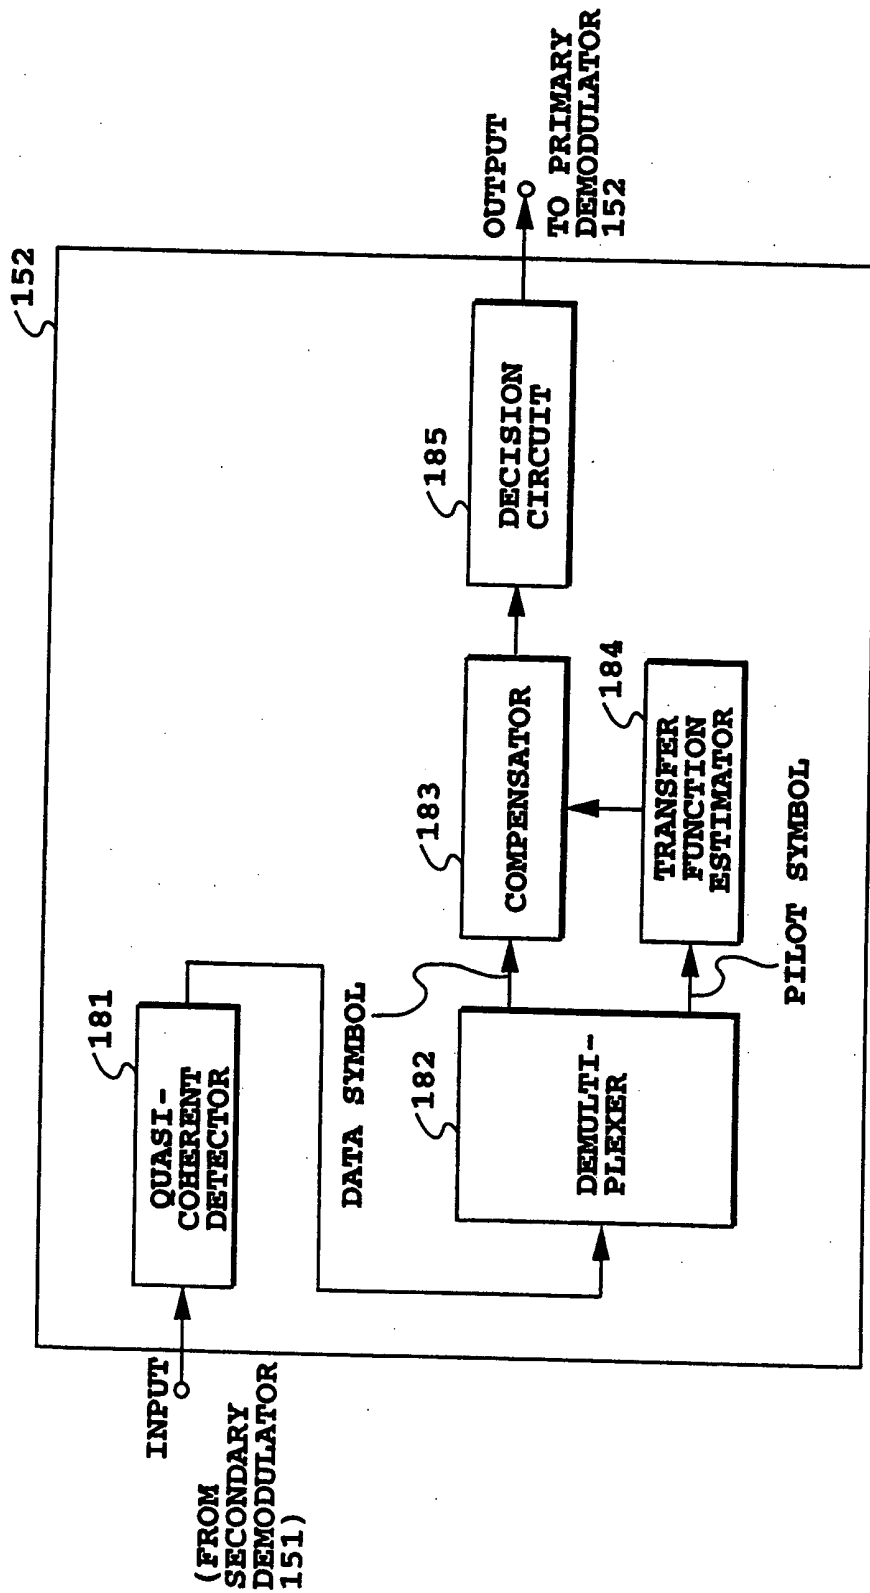 152
INPUT
(FROM
SECONDARY
DEMODULATOR
151)
181
QUASI-
COHERENT
DETECTOR
DATA SYMBOL
182
DEMULTI-
PLEXER
183
COMPENSATOR
184
TRANSFER
FUNCTION
ESTIMATOR
PILOT SYMBOL
185
DECISION
CIRCUIT
OUTPUT
TO PRIMARY
DEMODULATOR
152